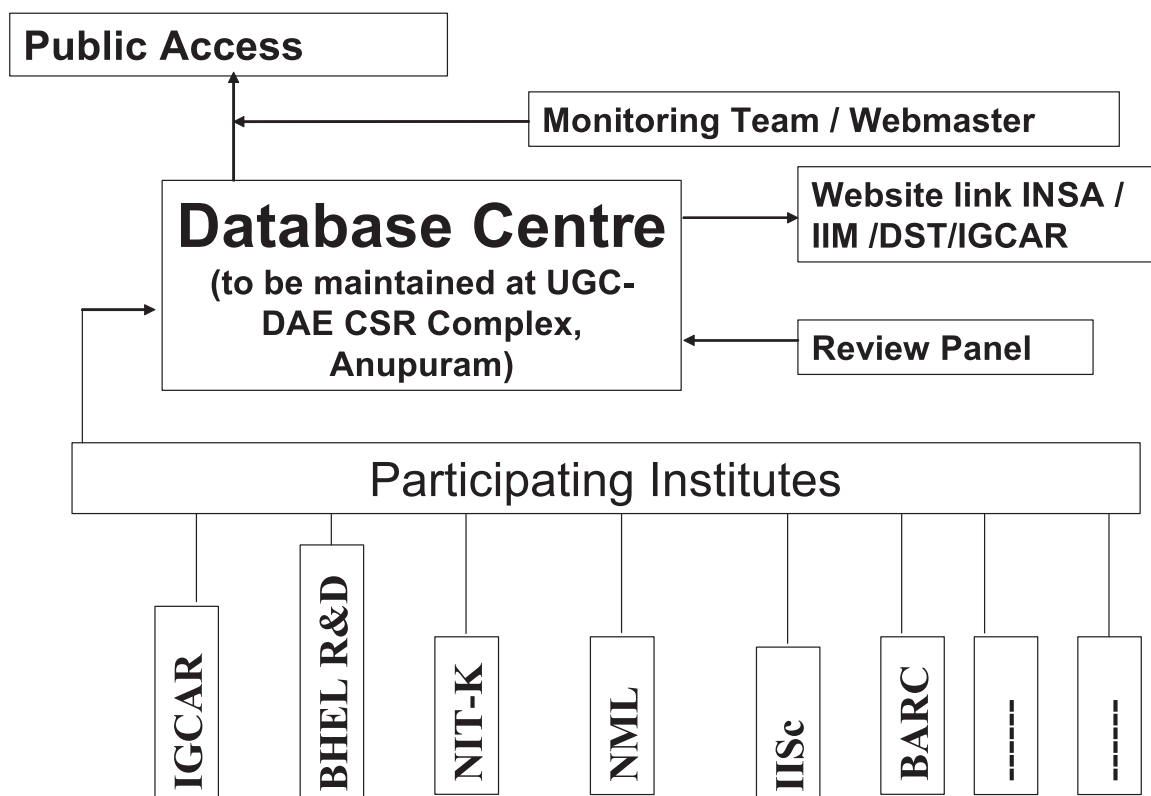 Public Access
Monitoring Team / Webmaster
Website link INSA /
IIM /DST/IGCAR
Database Centre
(to be maintained at UGC-
DAE CSR Complex,
Anupuram)
Review Panel
Participating Institutes
IGCAR
BHEL R&D
NIT-K
NML
IISc
BARC
-------
-------